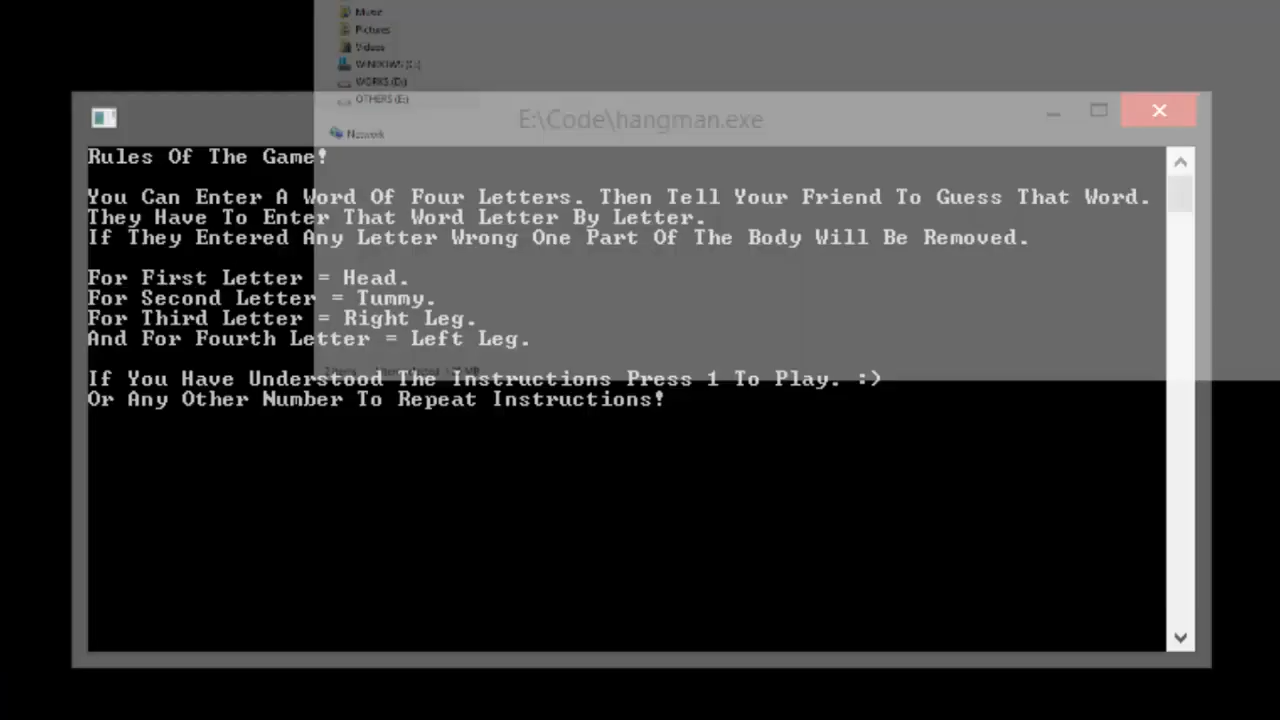 Music
Pictures
Videos
WINDOWS (C:)
WORKS (D:)
OTHERS (E:)
Network
E:\Code\hangman.exe
Rules Of The Game!
You Can Enter A Word Of Four Letters. Then Tell Your Friend To Guess That Word.
They Have To Enter That Word Letter By Letter.
If They Entered Any Letter Wrong One Part Of The Body Will Be Removed.
For First Letter = Head.
For Second Letter = Tummy.
For Third Letter = Right Leg.
And For Fourth Letter = Left Leg.
If You Have Understood The Instructions Press 1 To Play. :)
Or Any Other Number To Repeat Instructions!